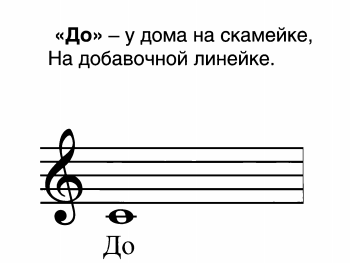 «До» – у дома на скамейке,
На добавочной линейке.
До